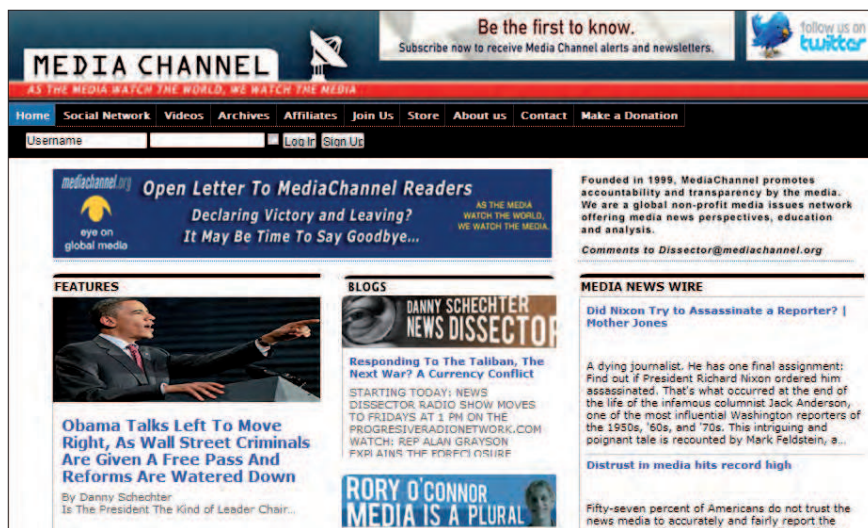 Be the first to know.
Subscribe now to receive Media Channel alerts and newsletters.
follow us on
twitter
MEDIA CHANNEL
AS THE MEDIA WATCH THE WORLD, WE WATCH THE MEDIA
Home Social Network Videos Archives Affiliates Join Us Store About us Contact Make a Donation
Username Log In Sign Up
mediachannel.org
eye on
global media
Open Letter To MediaChannel Readers
Declaring Victory and Leaving?
It May Be Time To Say Goodbye...
AS THE MEDIA
WATCH THE WORLD,
WE WATCH THE MEDIA.
Founded in 1999, MediaChannel promotes
accountability and transparency by the media.
We are a global non-profit media issues network
offering media news perspectives, education
and analysis.
Comments to Dissector@mediachannel.org
FEATURES
Obama Talks Left To Move
Right, As Wall Street Criminals
Are Given A Free Pass And
Reforms Are Watered Down
By Danny Schechter
Is The President The Kind of Leader Chair...
BLOGS
DANNY SCHECHTER
NEWS DISSECTOR
Responding To The Taliban, The
Next War? A Currency Conflict
STARTING TODAY: NEWS
DISSECTOR RADIO SHOW MOVES
TO FRIDAYS AT 1 PM ON THE
PROGRESIVERADIONETWORK.COM
WATCH: REP ALAN GRAYSON
EXPLAINS THE FORECLOSURE
RORY O'CONNOR
MEDIA IS A PLURAL
MEDIA NEWS WIRE
Did Nixon Try to Assassinate a Reporter? |
Mother Jones
A dying journalist. He has one final assignment:
Find out if President Richard Nixon ordered him
assassinated. That's what occurred at the end of
the life of the infamous columnist Jack Anderson,
one of the most influential Washington reporters of
the 1950s, '60s, and '70s. This intriguing and
poignant tale is recounted by Mark Feldstein, a...
Distrust in media hits record high
Fifty-seven percent of Americans do not trust the
news media to accurately and fairly report the